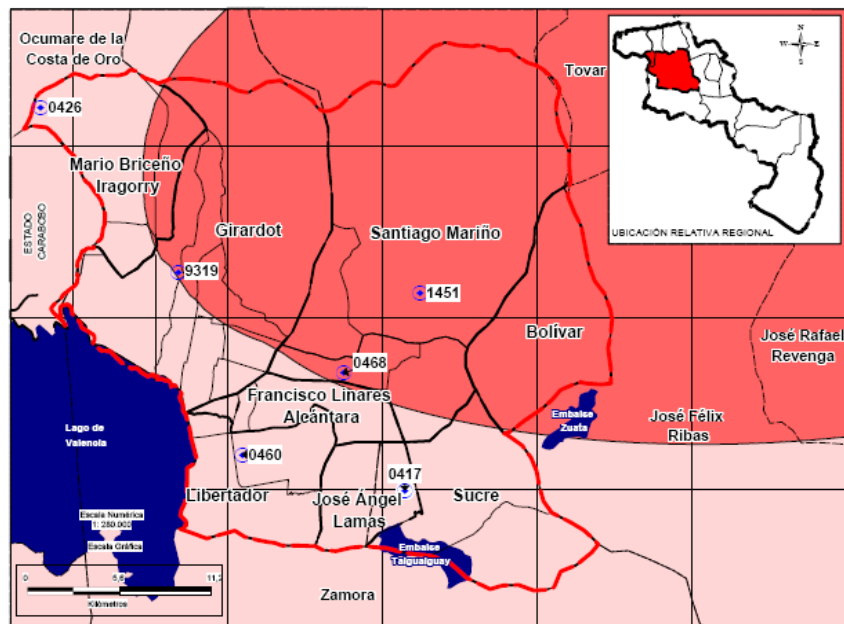 Ocumare de la
Costa de Oro
0426
Tovar
N
W E
S
UBICACIÓN RELATIVA REGIONAL
Mario Briceño
Iragorry
ESTADO
CARABOBO
Girardot
Santiago Mariño
9319
1451
Bolívar
José Rafael
Revenga
0468
Francisco Linares
Alcántara
José Félix
Ribas
Embalse
Zuata
Lago de
Valencia
0460
0417
Libertador
José Ángel
Lamas
Sucre
Escala Numérica
1: 280.000
Escala Gráfica
0 5,6 11,2
Kilómetros
Embalse
Taiguaiguay
Zamora